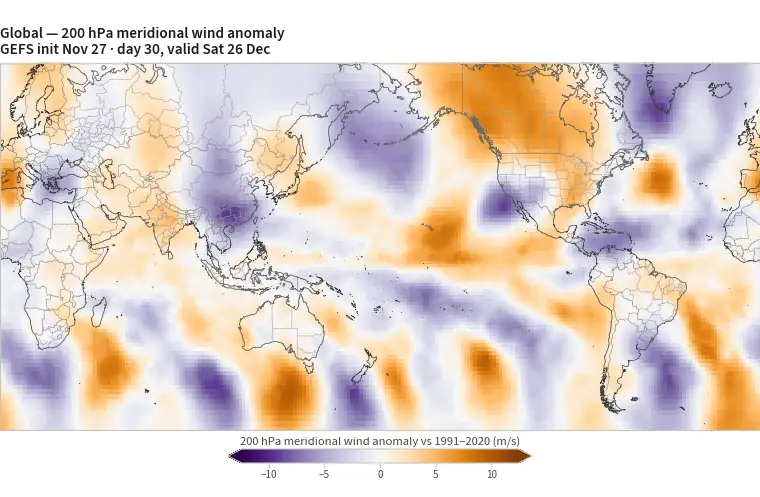 Global — 200 hPa meridional wind anomaly
GEFS init Nov 27 · day 30, valid Sat 26 Dec
200 hPa meridional wind anomaly vs 1991–2020 (m/s)
−10 −5 0 5 10